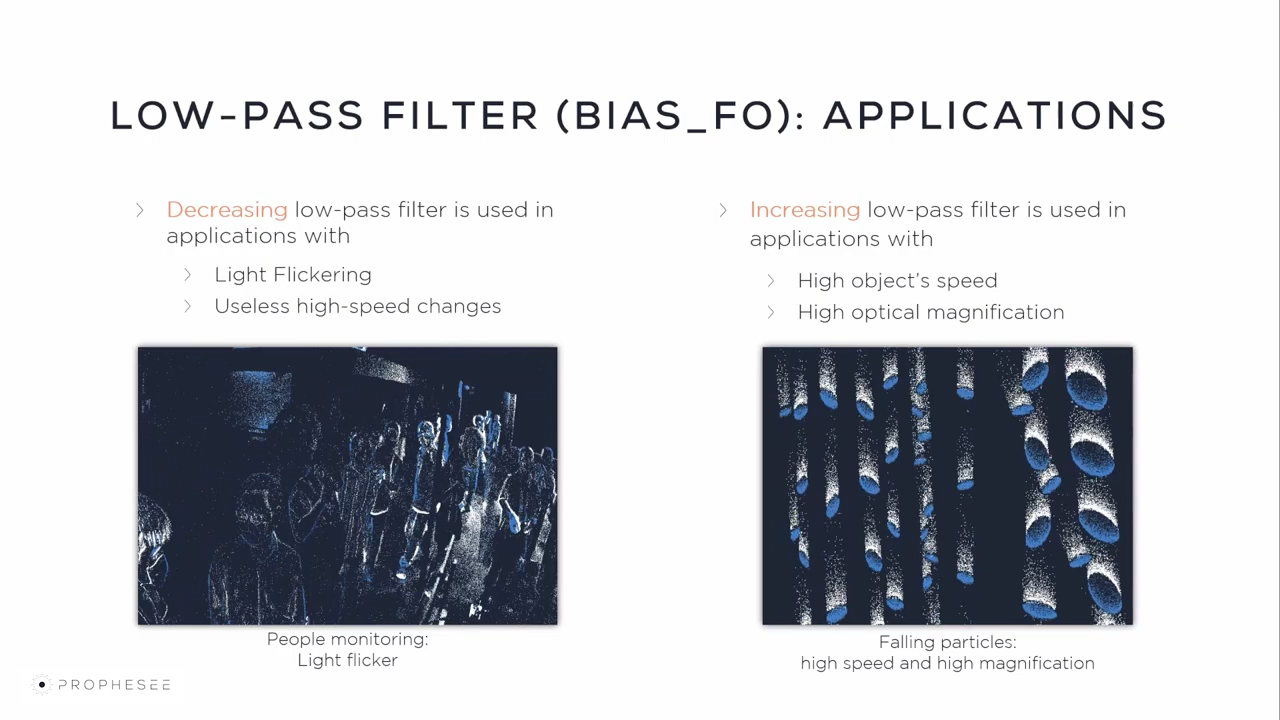 LOW-PASS FILTER (BIAS_FO): APPLICATIONS
Decreasing low-pass filter is used in
applications with
Light Flickering
Useless high-speed changes
People monitoring:
Light flicker
Increasing low-pass filter is used in
applications with
High object's speed
High optical magnification
Falling particles:
high speed and high magnification
PROPHESEE